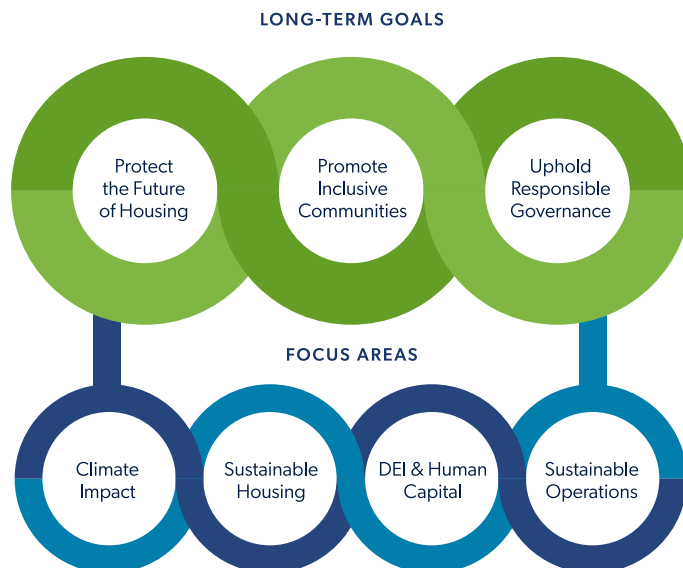 LONG-TERM GOALS
Protect
the Future
of Housing
Promote
Inclusive
Communities
Uphold
Responsible
Governance
FOCUS AREAS
Climate
Impact
Sustainable
Housing
DEI & Human
Capital
Sustainable
Operations